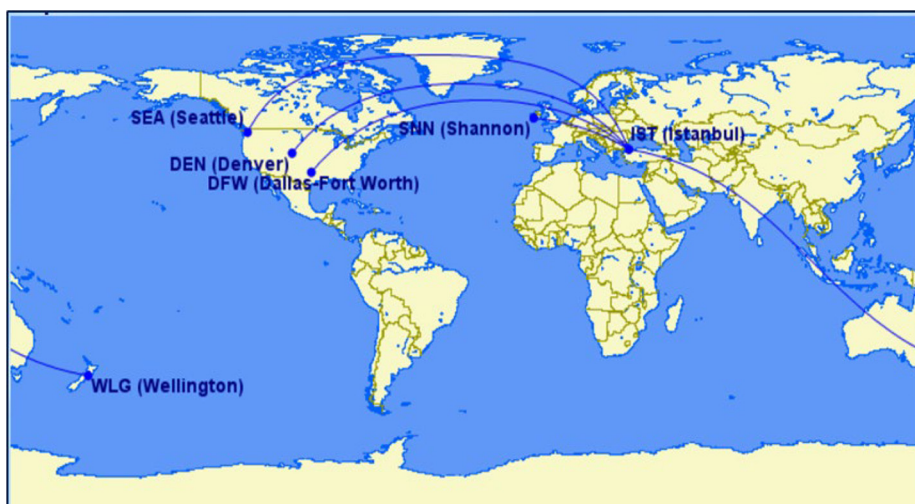 SEA (Seattle)
SNN (Shannon)
IST (Istanbul)
DEN (Denver)
DFW (Dallas-Fort Worth)
WLG (Wellington)